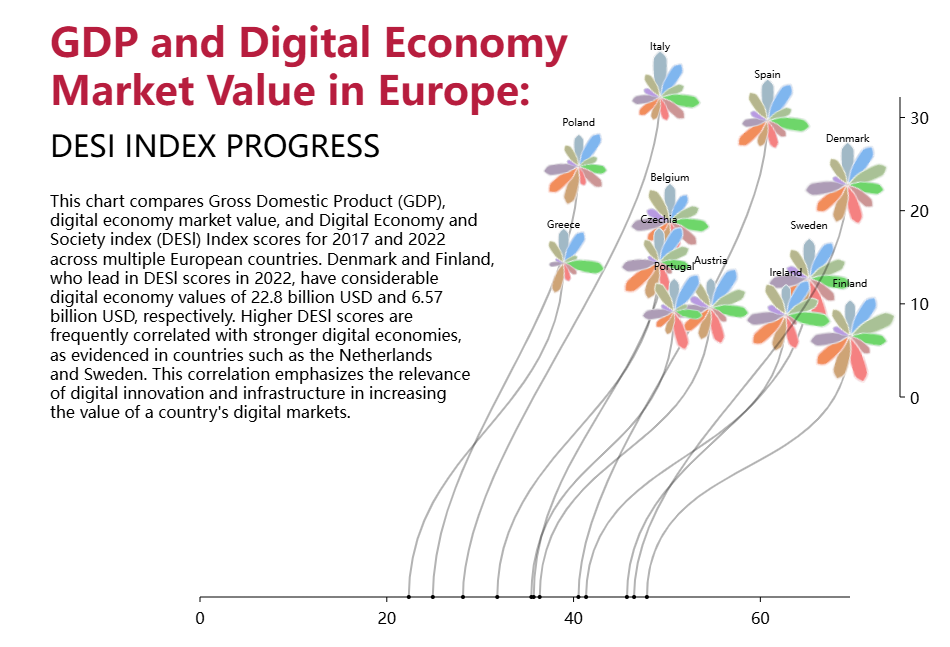 GDP and Digital Economy
Market Value in Europe:
DESI INDEX PROGRESS
This chart compares Gross Domestic Product (GDP),
digital economy market value, and Digital Economy and
Society index (DESl) Index scores for 2017 and 2022
across multiple European countries. Denmark and Finland,
who lead in DESl scores in 2022, have considerable
digital economy values of 22.8 billion USD and 6.57
billion USD, respectively. Higher DESl scores are
frequently correlated with stronger digital economies,
as evidenced in countries such as the Netherlands
and Sweden. This correlation emphasizes the relevance
of digital innovation and infrastructure in increasing
the value of a country's digital markets.
Italy
Spain
Poland
Denmark
Belgium
Czechia
Greece
Sweden
Portugal
Austria
Ireland
Finland
30
20
10
0
0
20
40
60